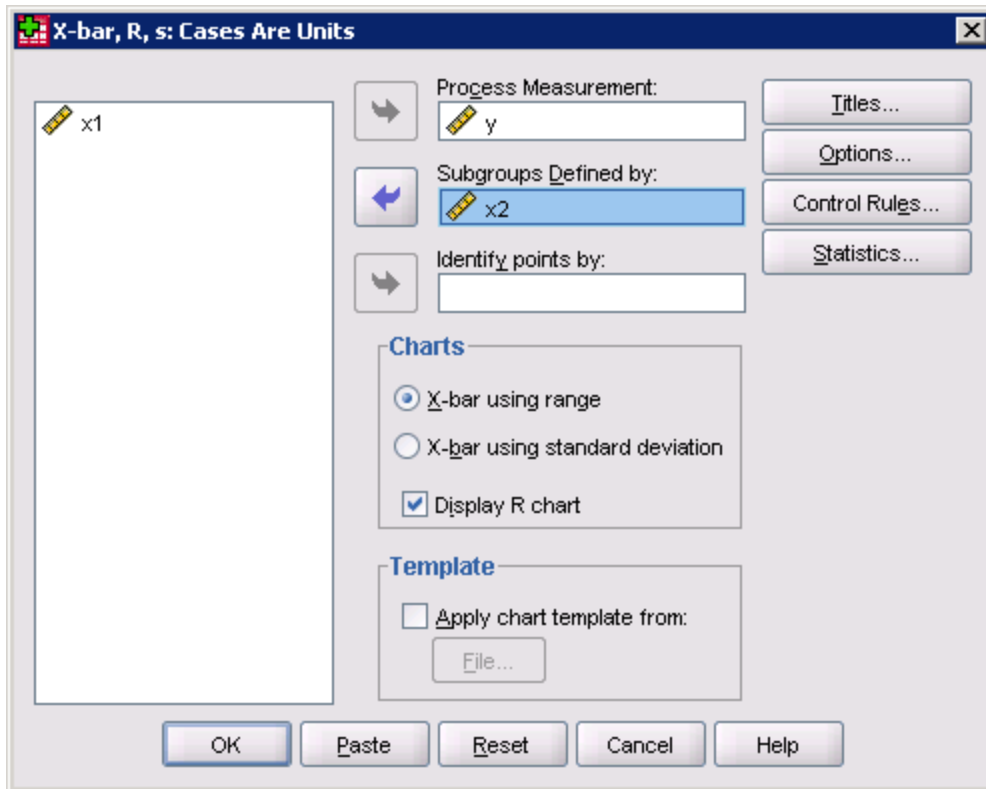 X-bar, R, s: Cases Are Units
x1
Process Measurement:
y
Subgroups Defined by:
x2
Identify points by:
Titles...
Options...
Control Rules...
Statistics...
Charts
X-bar using range
X-bar using standard deviation
Display R chart
Template
Apply chart template from:
File...
OK
Paste
Reset
Cancel
Help